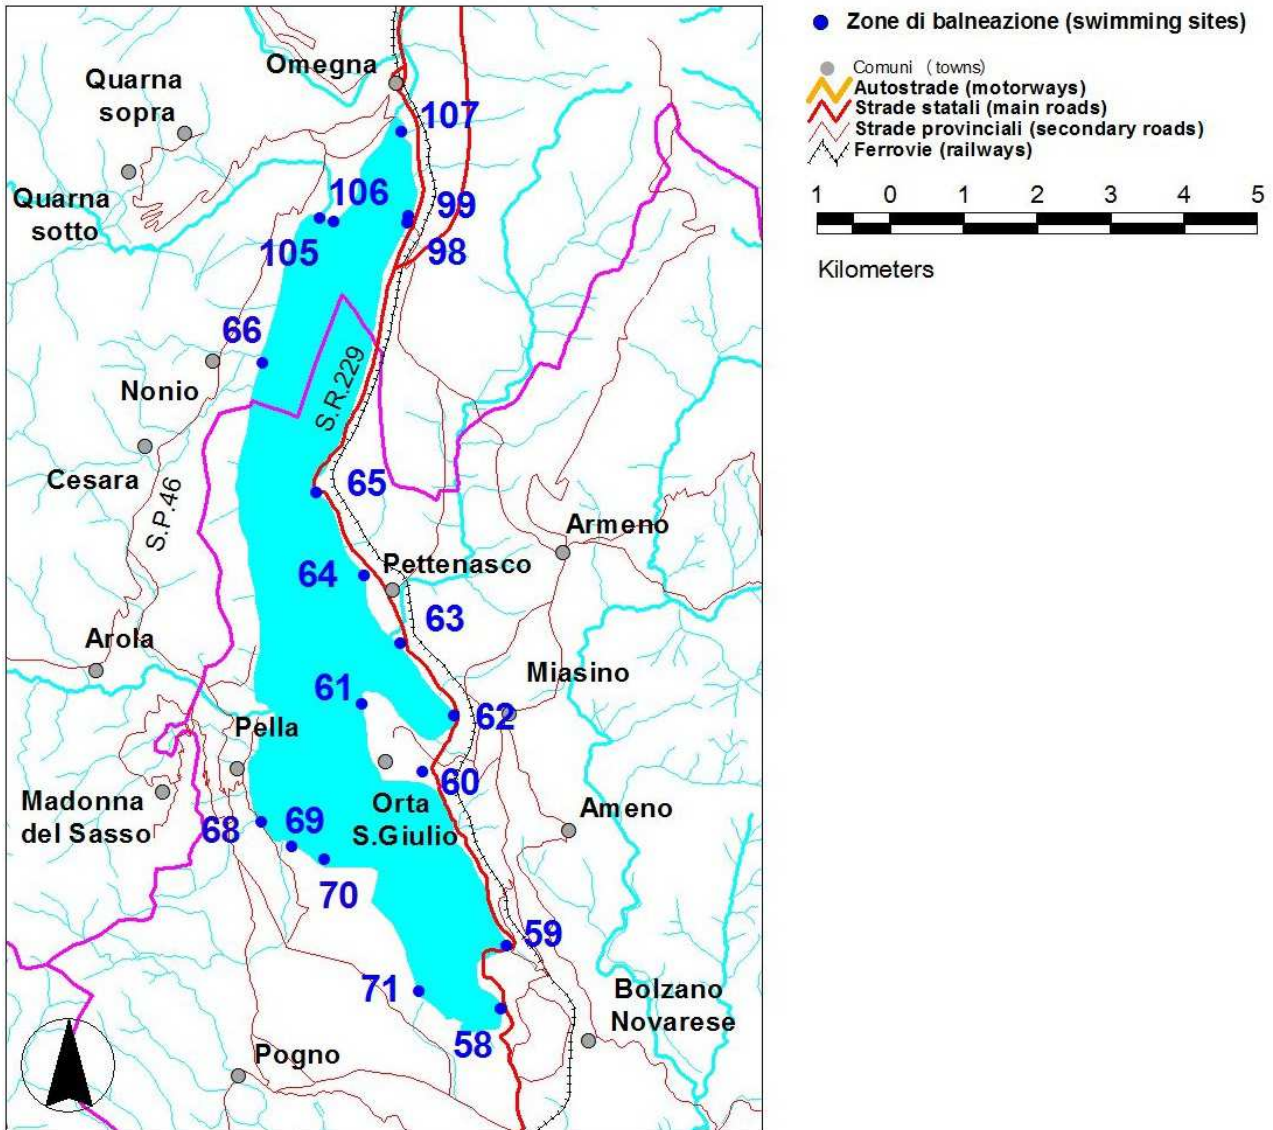 Zone di balneazione (swimming sites)
Comuni (towns)
Autostrade (motorways)
Strade statali (main roads)
Strade provinciali (secondary roads)
Ferrovie (railways)
1 0 1 2 3 4 5
Kilometers
Omegna
Quarna
sopra
107
Quarna
sotto
106
99
105
98
66
Nonio
S.R.229
Cesara
65
S.P.46
Armeno
Pettenasco
64
63
Arola
Miasino
61
62
Pella
60
Madonna
del Sasso
Orta
S.Giulio
Ameno
68
69
70
59
71
Bolzano
Novarese
58
Pogno